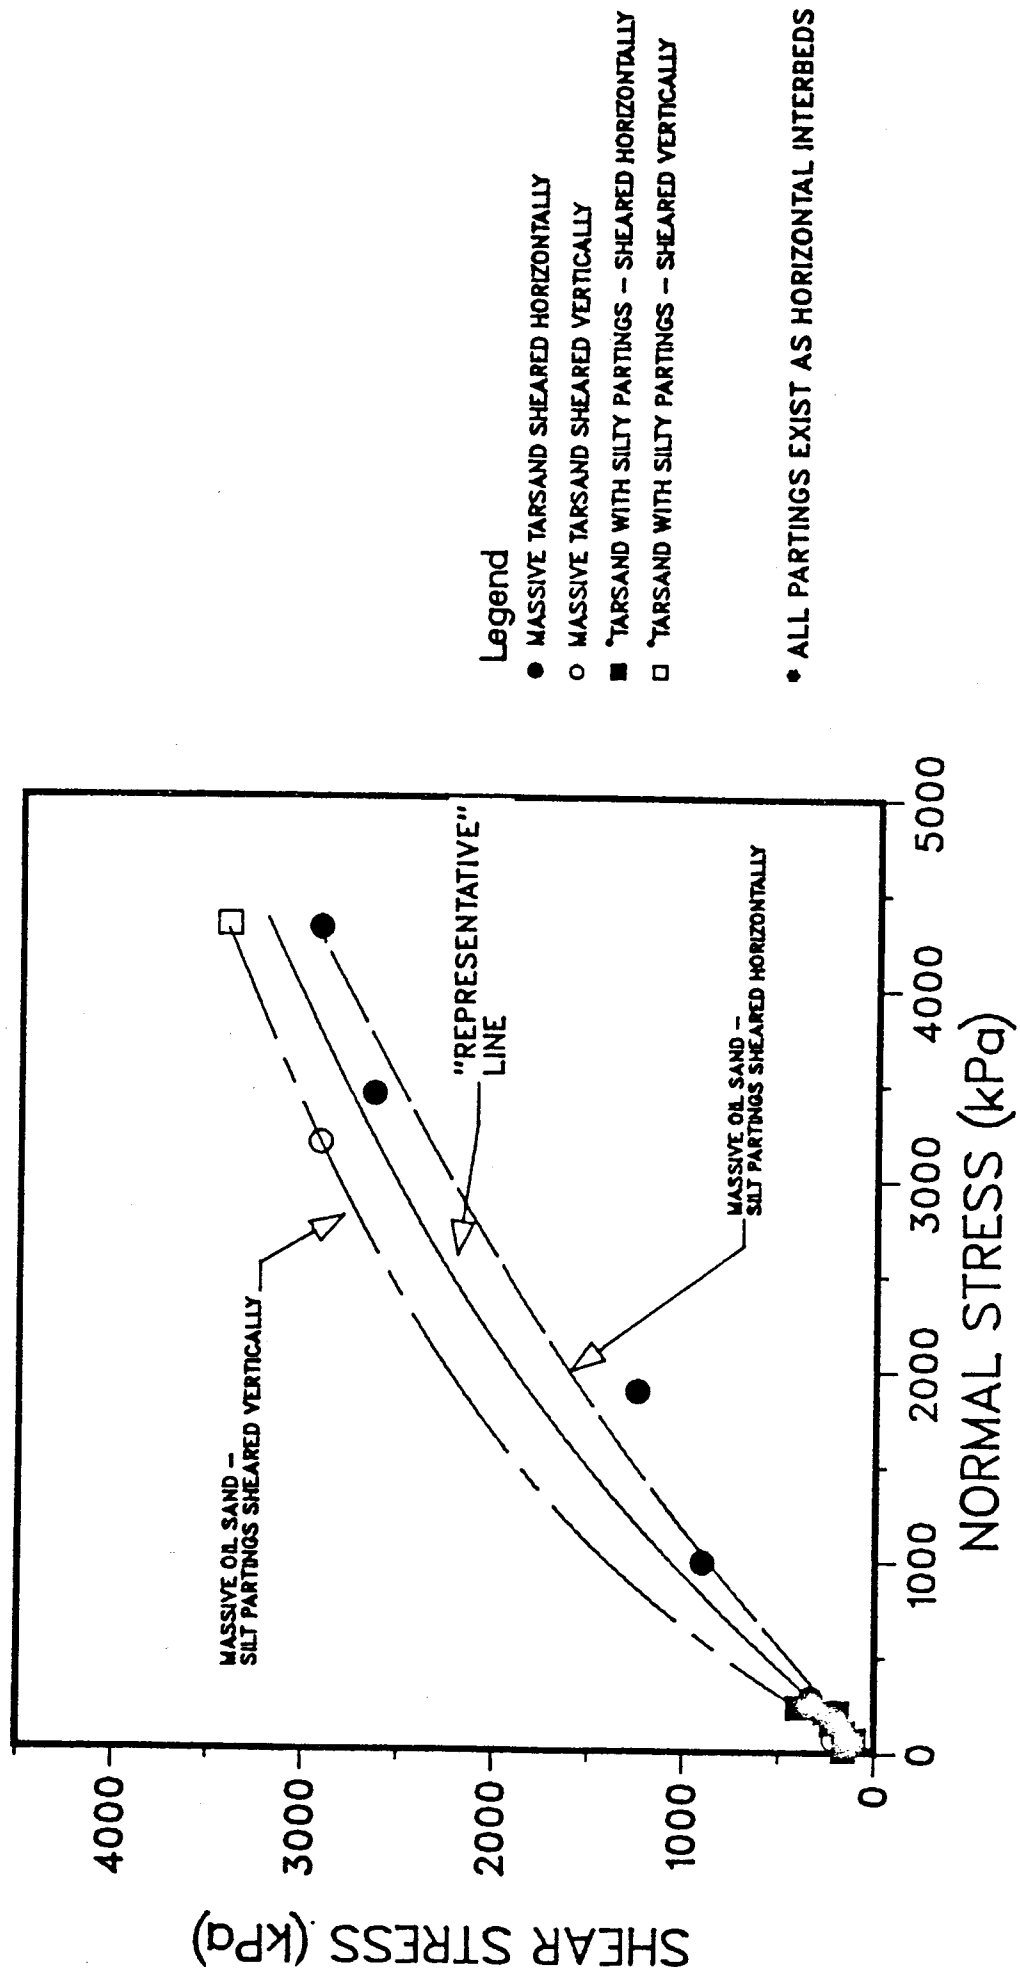 SHEAR STRESS (kPa)
4000
3000
2000
1000
0
0
1000
2000
3000
4000
5000
NORMAL STRESS (kPa)
MASSIVE OIL SAND –
SILT PARTINGS SHEARED VERTICALLY
"REPRESENTATIVE"
LINE
MASSIVE OIL SAND –
SILT PARTINGS SHEARED HORIZONTALLY
Legend
● MASSIVE TARSAND SHEARED HORIZONTALLY
○ MASSIVE TARSAND SHEARED VERTICALLY
■ *TARSAND WITH SILTY PARTINGS – SHEARED HORIZONTALLY
□ *TARSAND WITH SILTY PARTINGS – SHEARED VERTICALLY
* ALL PARTINGS EXIST AS HORIZONTAL INTERBEDS